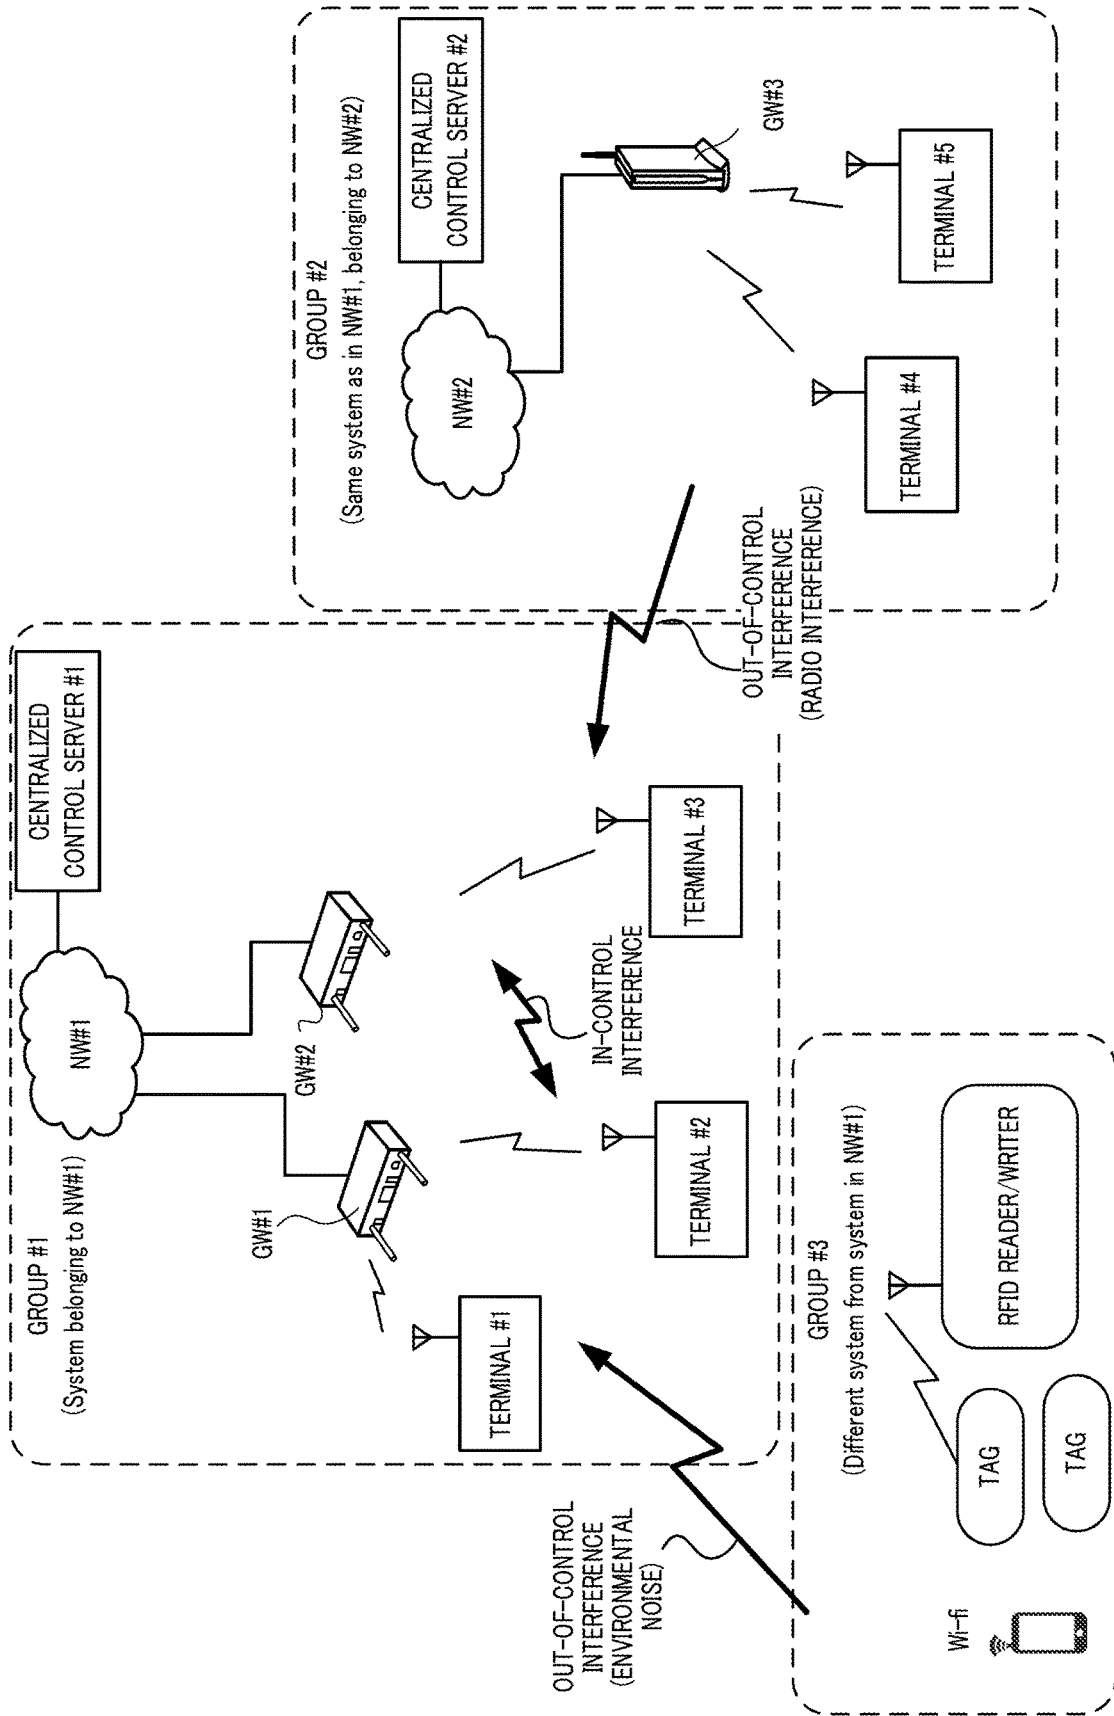 GROUP #1
(System belonging to NW#1)
NW#1
CENTRALIZED
CONTROL SERVER #1
GW#1
GW#2
TERMINAL #1
TERMINAL #2
TERMINAL #3
IN-CONTROL
INTERFERENCE
GROUP #2
(Same system as in NW#1, belonging to NW#2)
NW#2
CENTRALIZED
CONTROL SERVER #2
GW#3
TERMINAL #4
TERMINAL #5
OUT-OF-CONTROL
INTERFERENCE
(RADIO INTERFERENCE)
OUT-OF-CONTROL
INTERFERENCE
(ENVIRONMENTAL
NOISE)
GROUP #3
(Different system from system in NW#1)
Wi-fi
TAG
TAG
RFID READER/WRITER